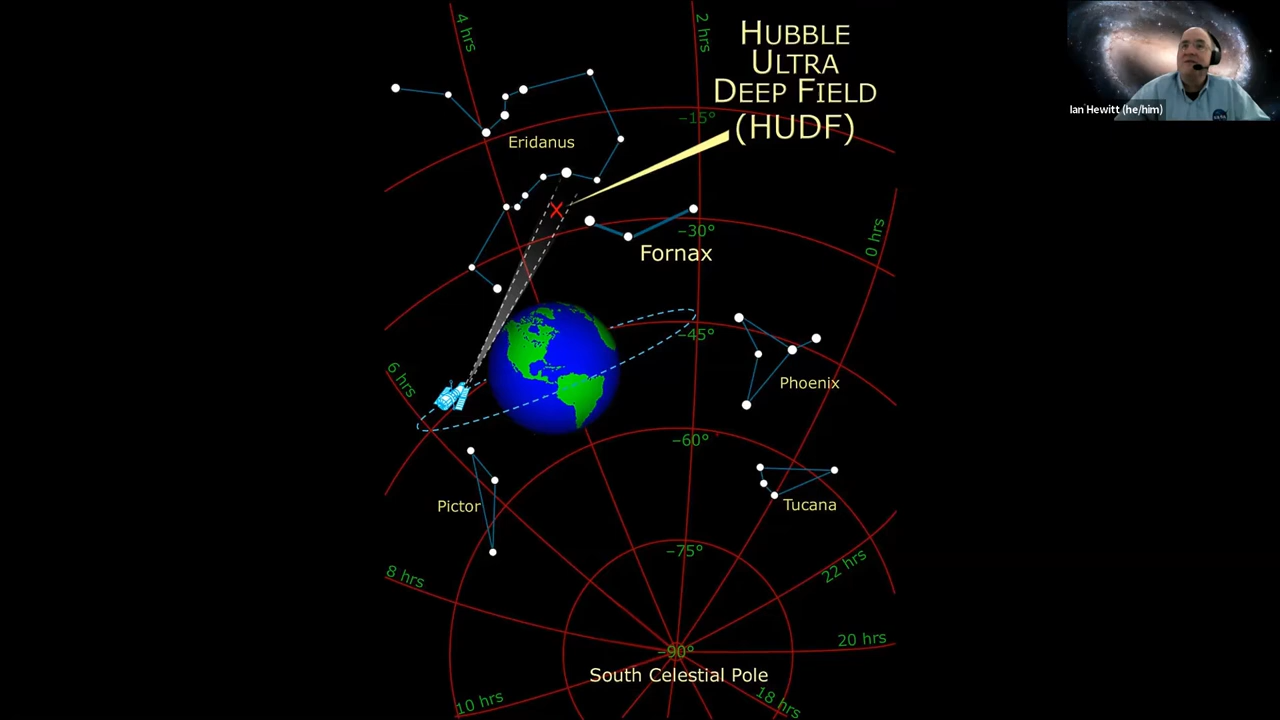 4 hrs
2 hrs
HUBBLE
ULTRA
DEEP FIELD
(HUDF)
Ian Hewitt (he/him)
−15°
Eridanus
−30°
Fornax
0 hrs
−45°
6 hrs
Phoenix
−60°
Pictor
Tucana
−75°
8 hrs
22 hrs
20 hrs
−90°
South Celestial Pole
10 hrs
18 hrs
NASA